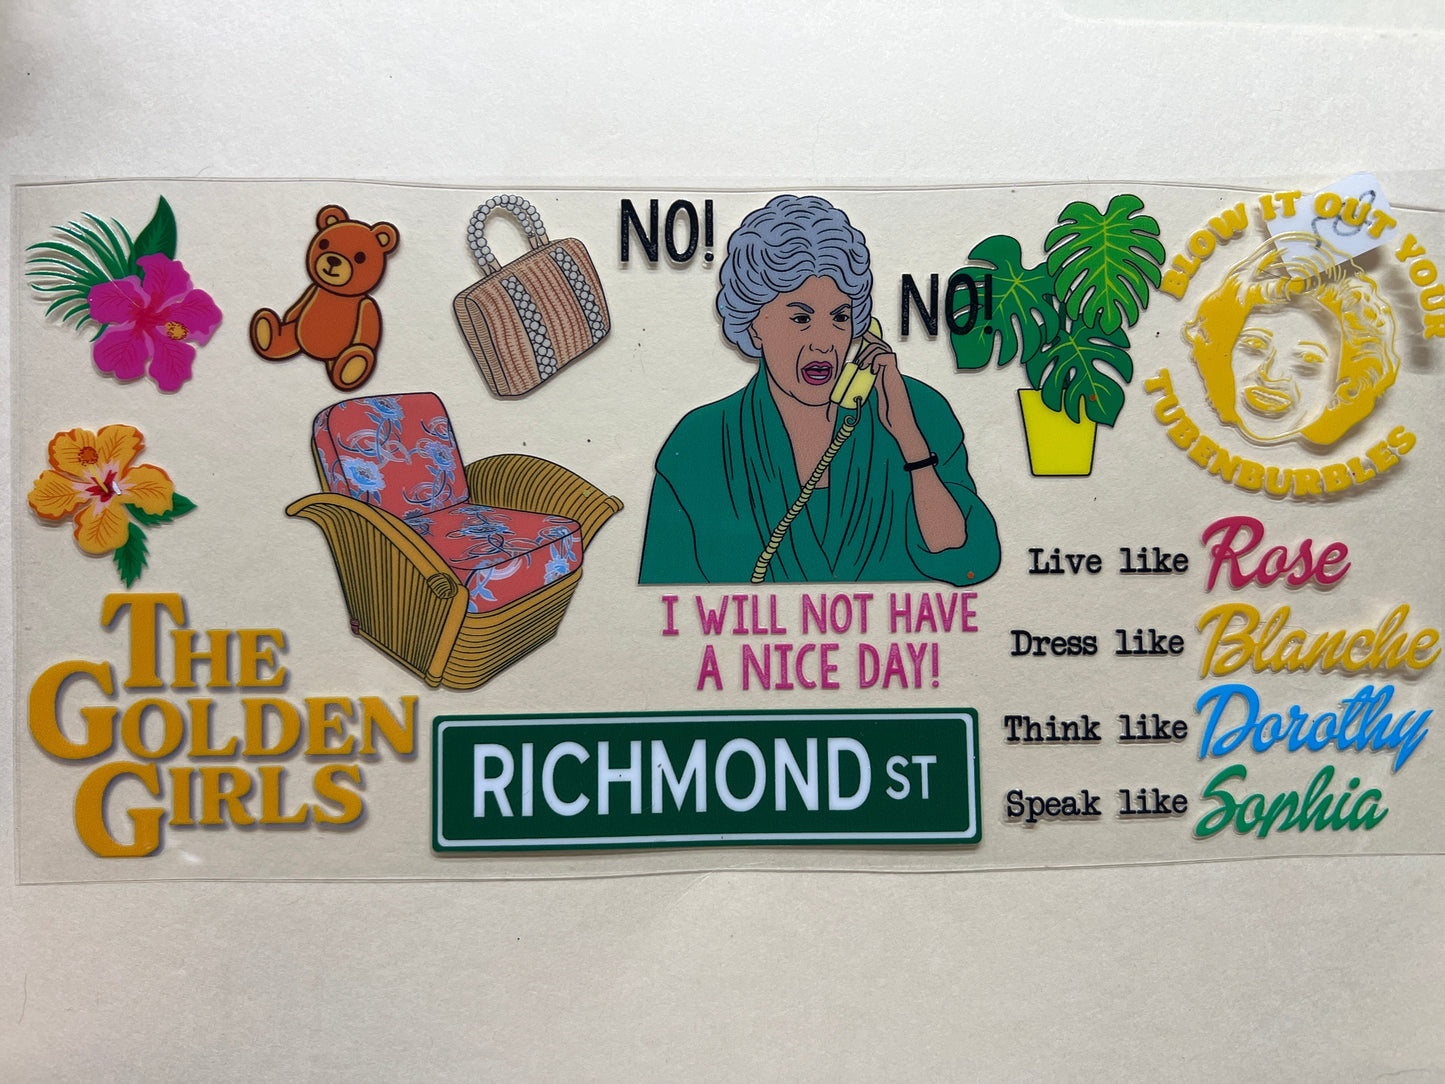 NO!
NO!
I WILL NOT HAVE
A NICE DAY!
BLOW IT OUT YOUR
TUBENBURBLES
THE
GOLDEN
GIRLS
RICHMOND ST
Live like Rose
Dress like Blanche
Think like Dorothy
Speak like Sophia